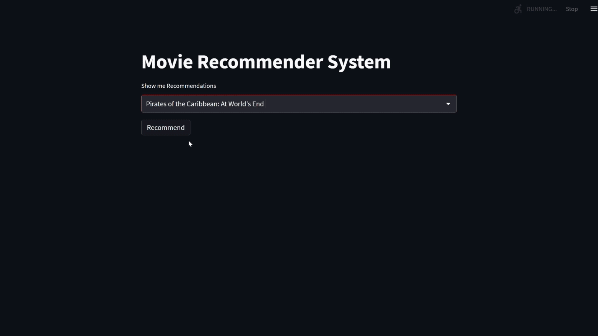 RUNNING...
Stop
Movie Recommender System
Show me Recommendations
Pirates of the Caribbean: At World's End
Recommend